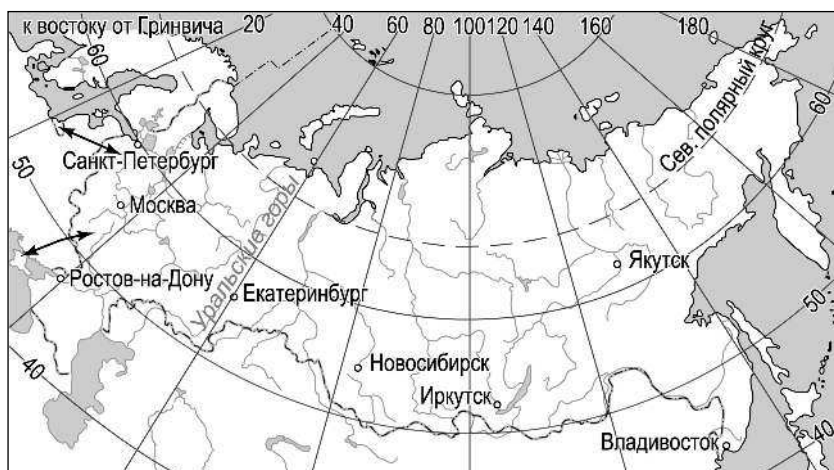 к востоку от Гринвича 20 40 60 80 100 120 140 160 180
60
Сев. полярный круг
60
Санкт-Петербург
50
Москва
Уральские горы
Якутск
Ростов-на-Дону
Екатеринбург
50
40
Новосибирск
Иркутск
Владивосток
40